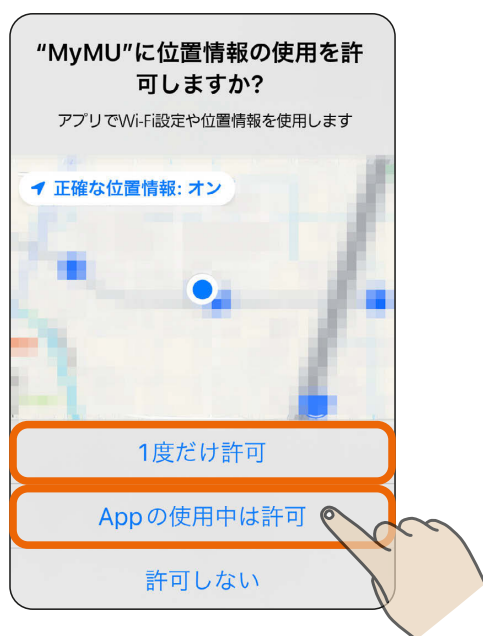 “MyMU”に位置情報の使用を許
可しますか?
アプリでWi-Fi設定や位置情報を使用します
正確な位置情報: オン
1度だけ許可
Appの使用中は許可
許可しない